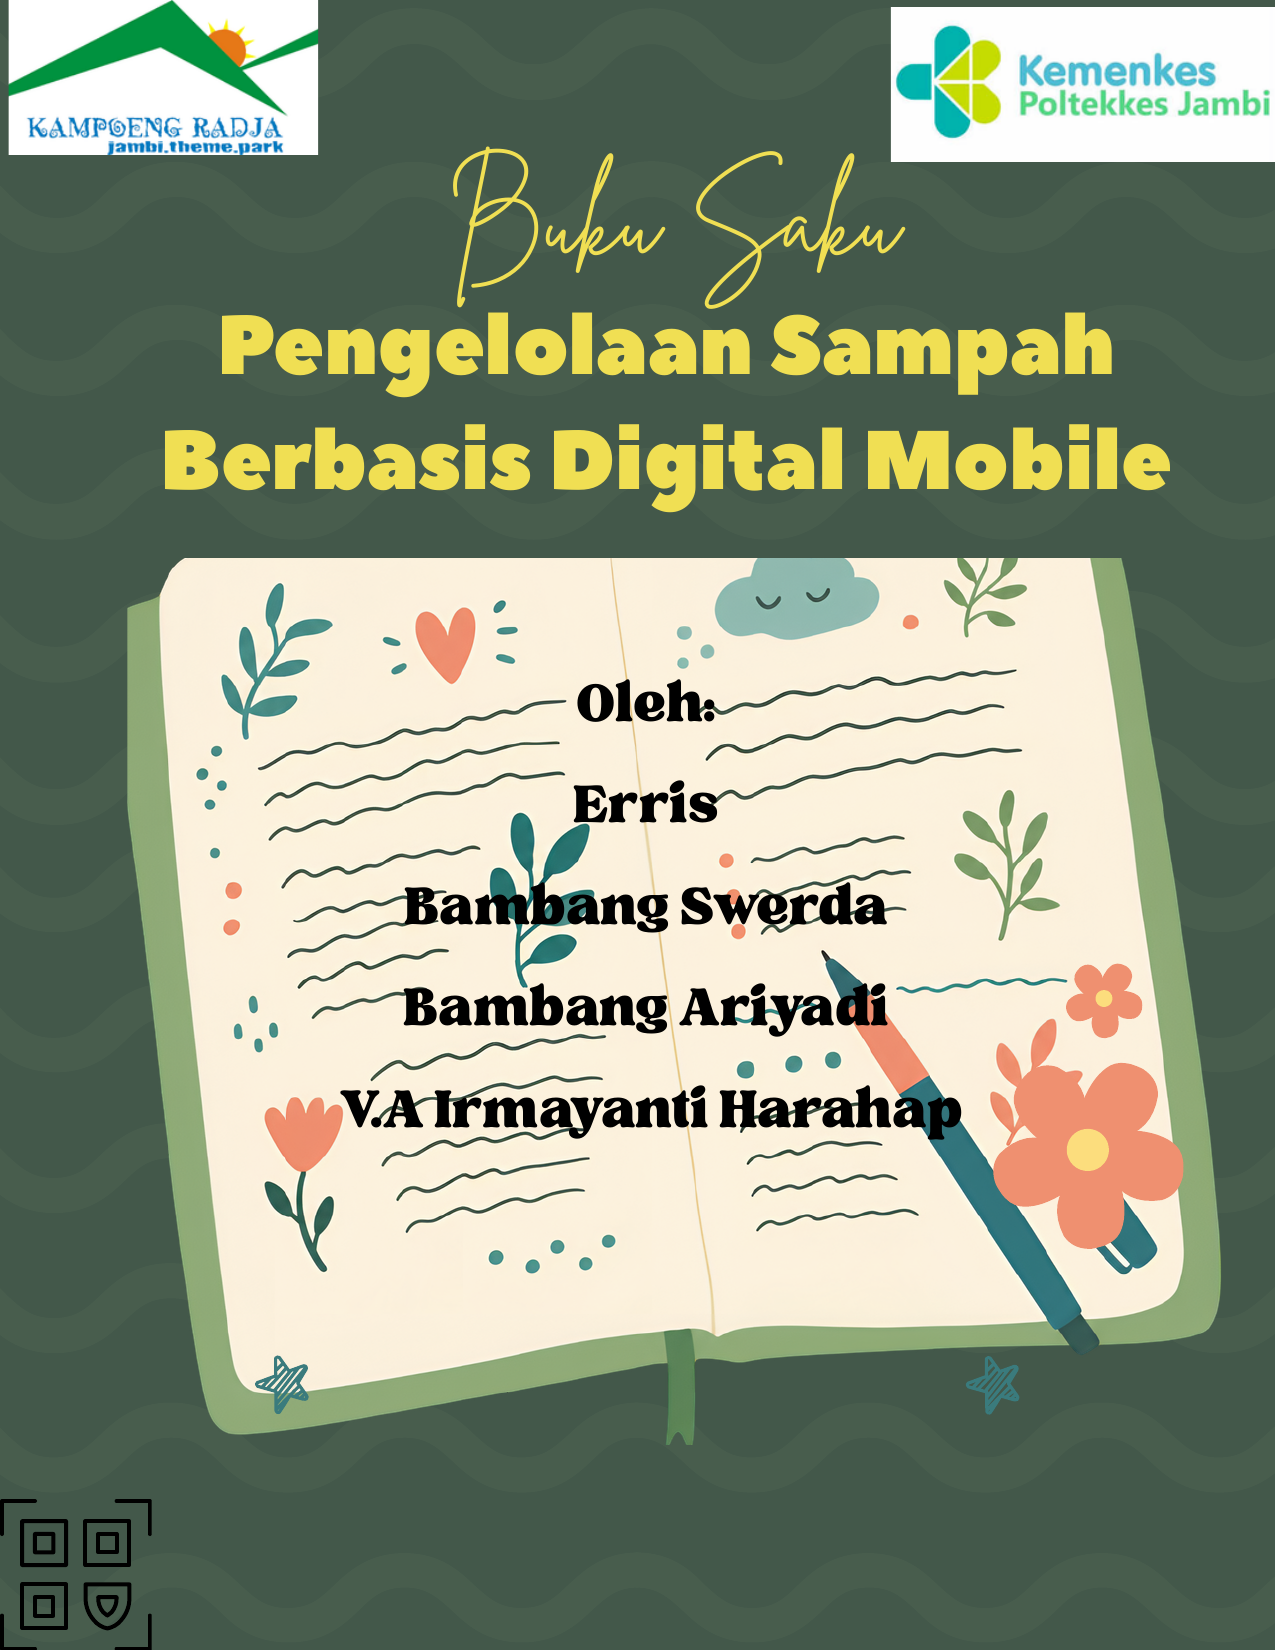 KAMPOENG RADJA
jambi.theme.park
Kemenkes
Poltekkes Jambi
Buku Saku
Pengelolaan Sampah
Berbasis Digital Mobile
Oleh:
Erris
Bambang Swerda
Bambang Ariyadi
V.A Irmayanti Harahap